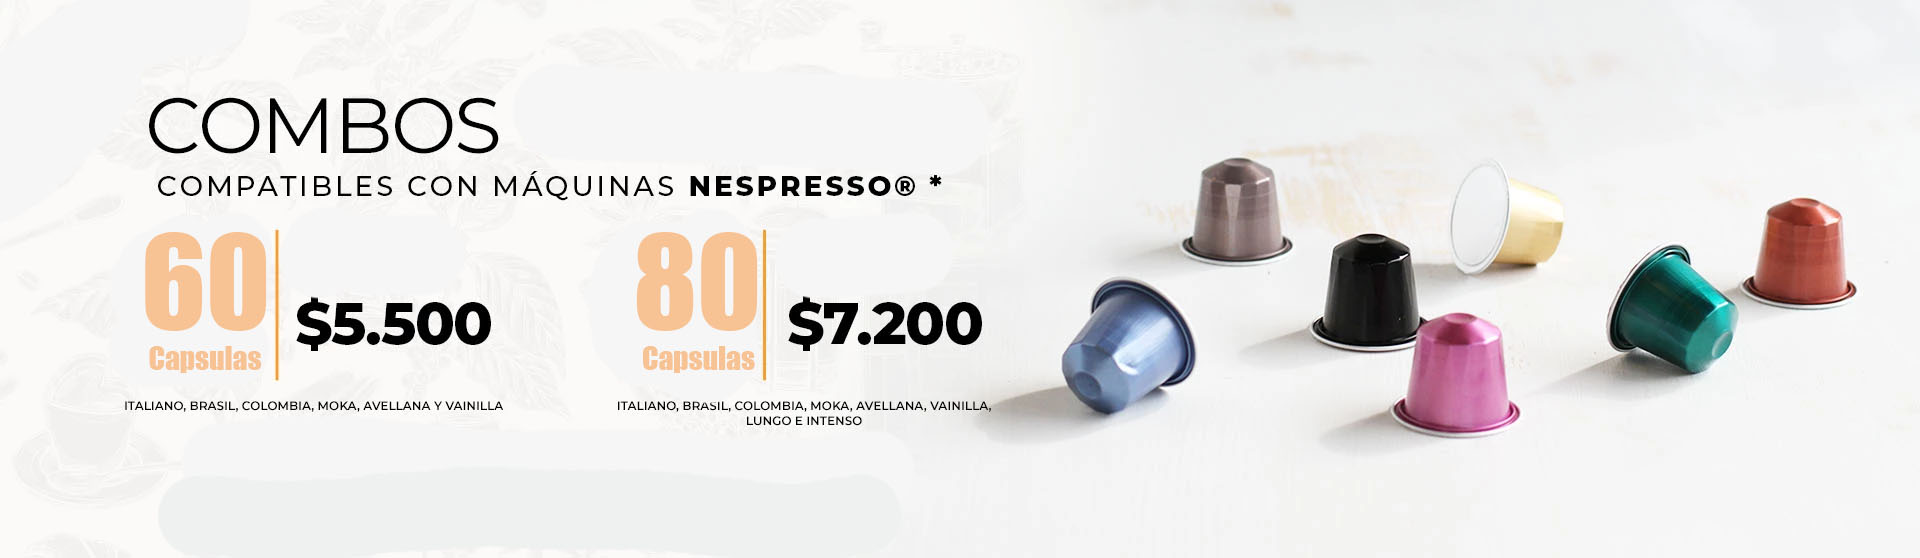 COMBOS
COMPATIBLES CON MÁQUINAS NESPRESSO® *
60
Capsulas
$5.500
ITALIANO, BRASIL, COLOMBIA, MOKA, AVELLANA Y VAINILLA
80
Capsulas
$7.200
ITALIANO, BRASIL, COLOMBIA, MOKA, AVELLANA, VAINILLA,
LUNGO E INTENSO